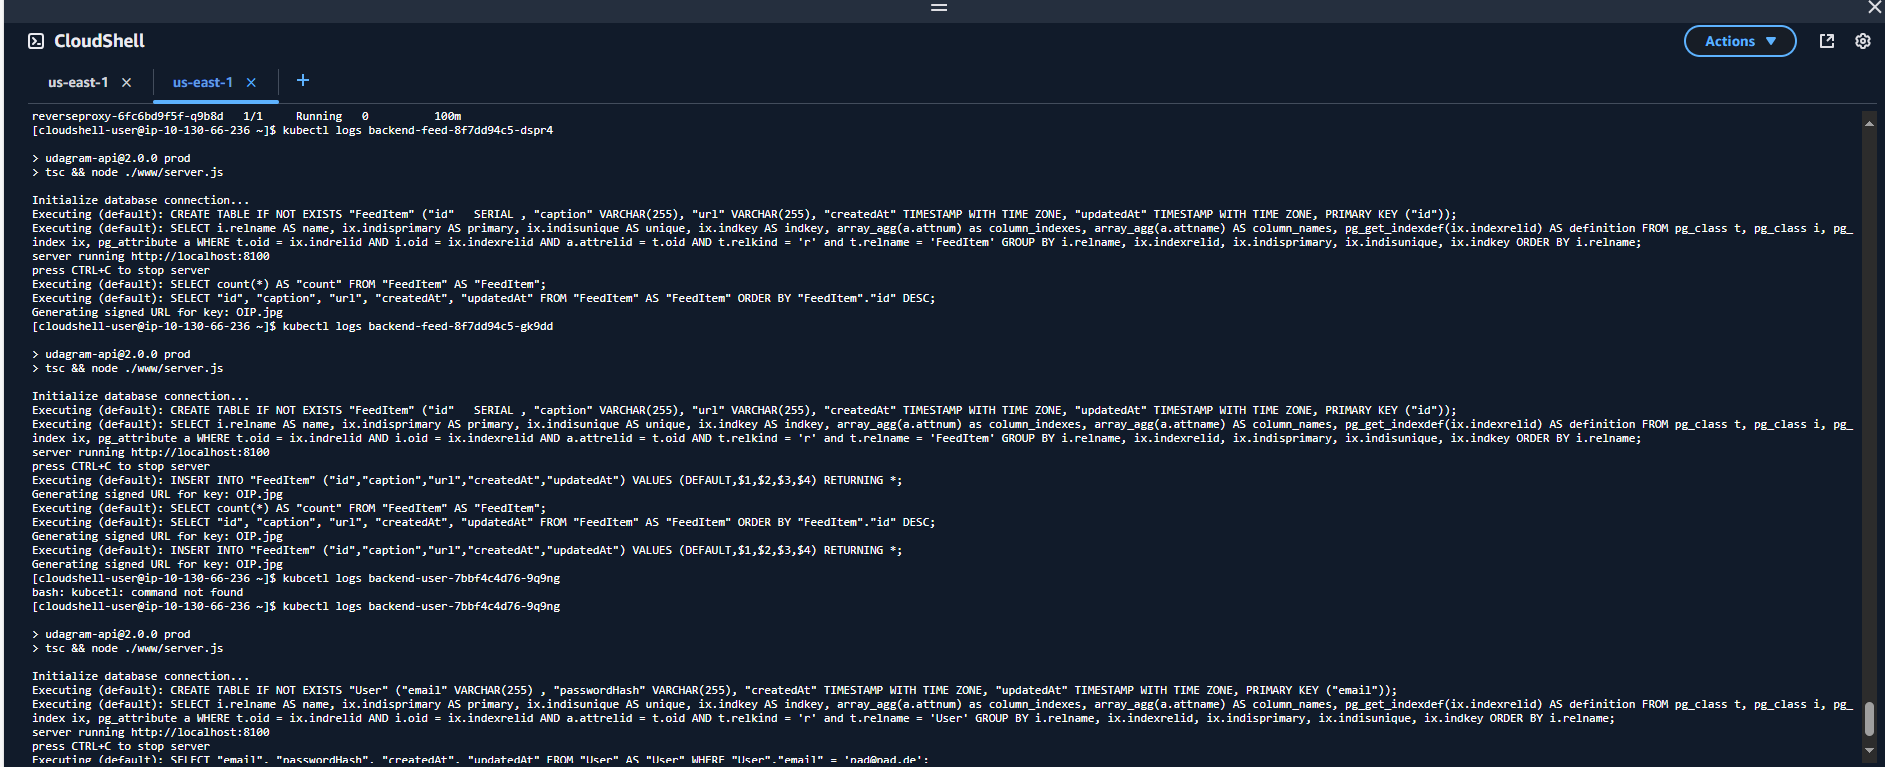 CloudShell
Actions
us-east-1
us-east-1
reverseproxy-6fc6bd9f5f-q9b8d   1/1     Running   0          100m
[cloudshell-user@ip-10-130-66-236 ~]$ kubectl logs backend-feed-8f7dd94c5-dspr4
> udagram-api@2.0.0 prod
> tsc && node ./www/server.js
Initialize database connection...
Executing (default): CREATE TABLE IF NOT EXISTS "FeedItem" ("id"   SERIAL , "caption" VARCHAR(255), "url" VARCHAR(255), "createdAt" TIMESTAMP WITH TIME ZONE, "updatedAt" TIMESTAMP WITH TIME ZONE, PRIMARY KEY ("id"));
Executing (default): SELECT i.relname AS name, ix.indisprimary AS primary, ix.indisunique AS unique, ix.indkey AS indkey, array_agg(a.attnum) as column_indexes, array_agg(a.attname) AS column_names, pg_get_indexdef(ix.indexrelid) AS definition FROM pg_class t, pg_class i, pg_
index ix, pg_attribute a WHERE t.oid = ix.indrelid AND i.oid = ix.indexrelid AND a.attrelid = t.oid AND t.relkind = 'r' and t.relname = 'FeedItem' GROUP BY i.relname, ix.indexrelid, ix.indisprimary, ix.indisunique, ix.indkey ORDER BY i.relname;
server running http://localhost:8100
press CTRL+C to stop server
Executing (default): SELECT count(*) AS "count" FROM "FeedItem" AS "FeedItem";
Executing (default): SELECT "id", "caption", "url", "createdAt", "updatedAt" FROM "FeedItem" AS "FeedItem" ORDER BY "FeedItem"."id" DESC;
Generating signed URL for key: OIP.jpg
[cloudshell-user@ip-10-130-66-236 ~]$ kubectl logs backend-feed-8f7dd94c5-gk9dd
> udagram-api@2.0.0 prod
> tsc && node ./www/server.js
Initialize database connection...
Executing (default): CREATE TABLE IF NOT EXISTS "FeedItem" ("id"   SERIAL , "caption" VARCHAR(255), "url" VARCHAR(255), "createdAt" TIMESTAMP WITH TIME ZONE, "updatedAt" TIMESTAMP WITH TIME ZONE, PRIMARY KEY ("id"));
Executing (default): SELECT i.relname AS name, ix.indisprimary AS primary, ix.indisunique AS unique, ix.indkey AS indkey, array_agg(a.attnum) as column_indexes, array_agg(a.attname) AS column_names, pg_get_indexdef(ix.indexrelid) AS definition FROM pg_class t, pg_class i, pg_
index ix, pg_attribute a WHERE t.oid = ix.indrelid AND i.oid = ix.indexrelid AND a.attrelid = t.oid AND t.relkind = 'r' and t.relname = 'FeedItem' GROUP BY i.relname, ix.indexrelid, ix.indisprimary, ix.indisunique, ix.indkey ORDER BY i.relname;
server running http://localhost:8100
press CTRL+C to stop server
Executing (default): INSERT INTO "FeedItem" ("id","caption","url","createdAt","updatedAt") VALUES (DEFAULT,$1,$2,$3,$4) RETURNING *;
Generating signed URL for key: OIP.jpg
Executing (default): SELECT count(*) AS "count" FROM "FeedItem" AS "FeedItem";
Executing (default): SELECT "id", "caption", "url", "createdAt", "updatedAt" FROM "FeedItem" AS "FeedItem" ORDER BY "FeedItem"."id" DESC;
Generating signed URL for key: OIP.jpg
Executing (default): INSERT INTO "FeedItem" ("id","caption","url","createdAt","updatedAt") VALUES (DEFAULT,$1,$2,$3,$4) RETURNING *;
Generating signed URL for key: OIP.jpg
[cloudshell-user@ip-10-130-66-236 ~]$ kubcetl logs backend-user-7bbf4c4d76-9q9ng
bash: kubcetl: command not found
[cloudshell-user@ip-10-130-66-236 ~]$ kubectl logs backend-user-7bbf4c4d76-9q9ng
> udagram-api@2.0.0 prod
> tsc && node ./www/server.js
Initialize database connection...
Executing (default): CREATE TABLE IF NOT EXISTS "User" ("email" VARCHAR(255) , "passwordHash" VARCHAR(255), "createdAt" TIMESTAMP WITH TIME ZONE, "updatedAt" TIMESTAMP WITH TIME ZONE, PRIMARY KEY ("email"));
Executing (default): SELECT i.relname AS name, ix.indisprimary AS primary, ix.indisunique AS unique, ix.indkey AS indkey, array_agg(a.attnum) as column_indexes, array_agg(a.attname) AS column_names, pg_get_indexdef(ix.indexrelid) AS definition FROM pg_class t, pg_class i, pg_
index ix, pg_attribute a WHERE t.oid = ix.indrelid AND i.oid = ix.indexrelid AND a.attrelid = t.oid AND t.relkind = 'r' and t.relname = 'User' GROUP BY i.relname, ix.indexrelid, ix.indisprimary, ix.indisunique, ix.indkey ORDER BY i.relname;
server running http://localhost:8100
press CTRL+C to stop server
Executing (default): SELECT "email", "passwordHash", "createdAt", "updatedAt" FROM "User" AS "User" WHERE "User"."email" =